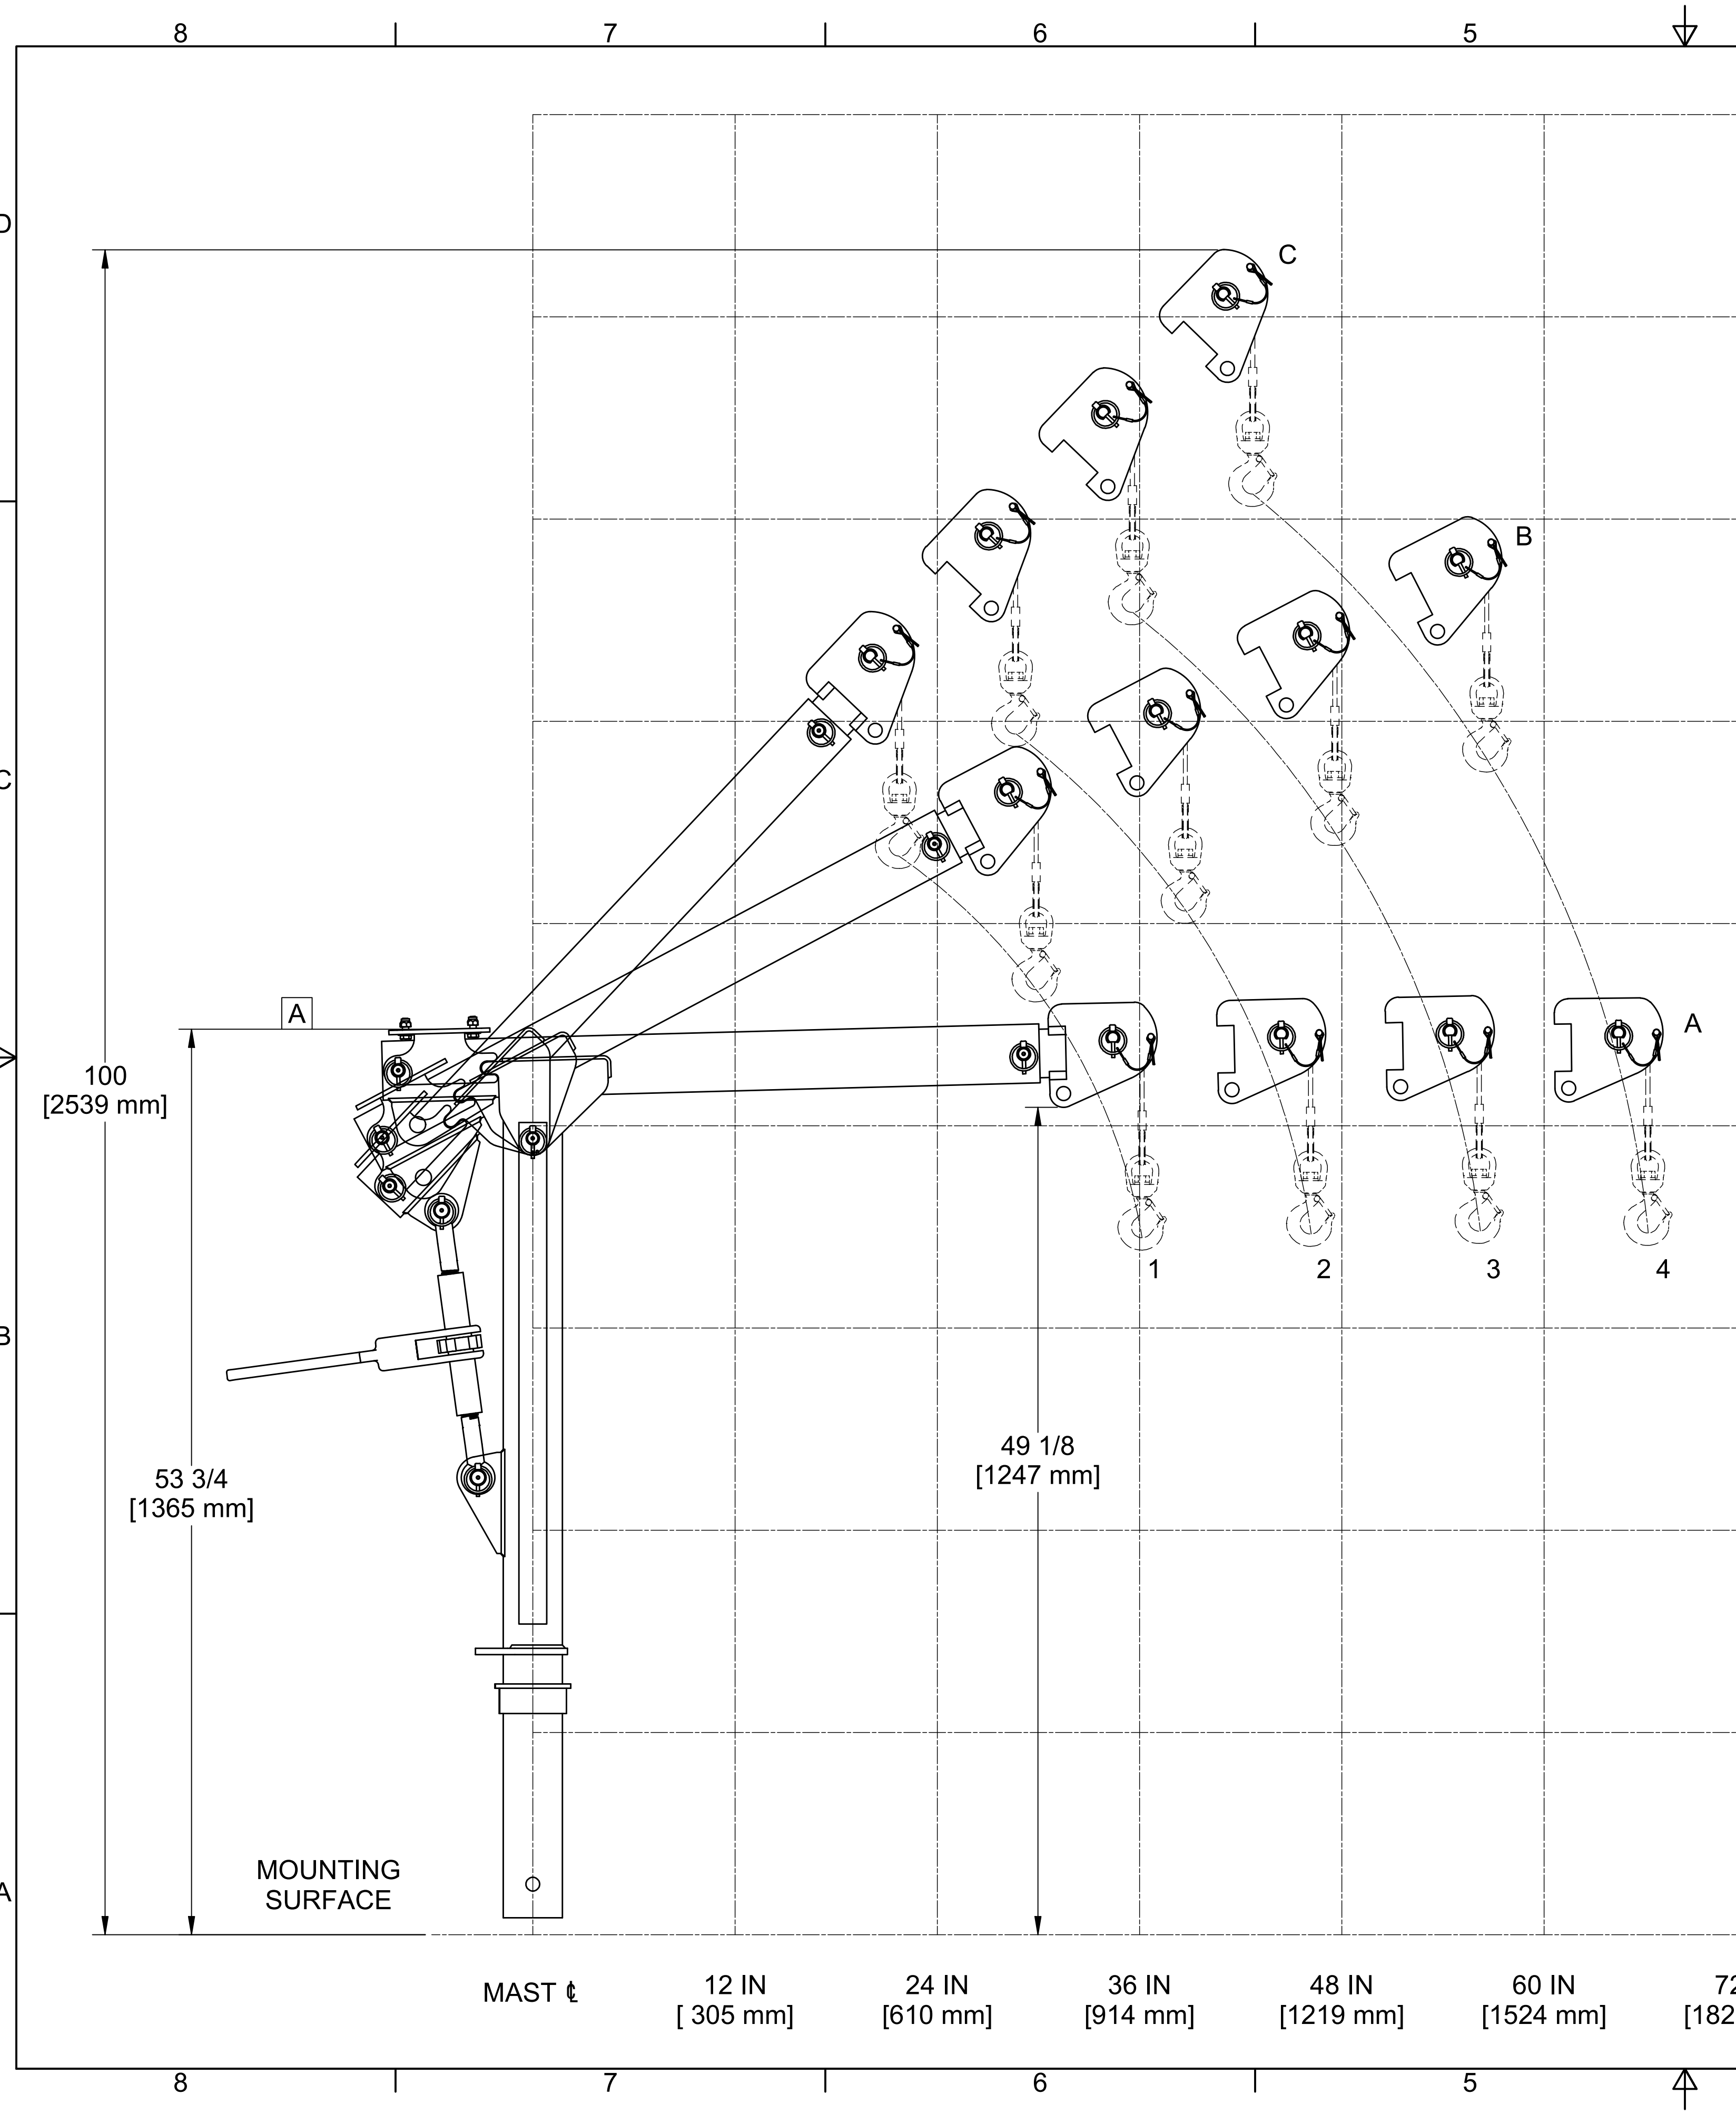 8 7 6 5
D
C
B
C
A
A
100
[2539 mm]
1 2 3 4
B
49 1/8
[1247 mm]
53 3/4
[1365 mm]
MOUNTING
SURFACE
A
MAST ℄
12 IN 24 IN 36 IN 48 IN 60 IN
[ 305 mm] [610 mm] [914 mm] [1219 mm] [1524 mm]
8 7 6 5